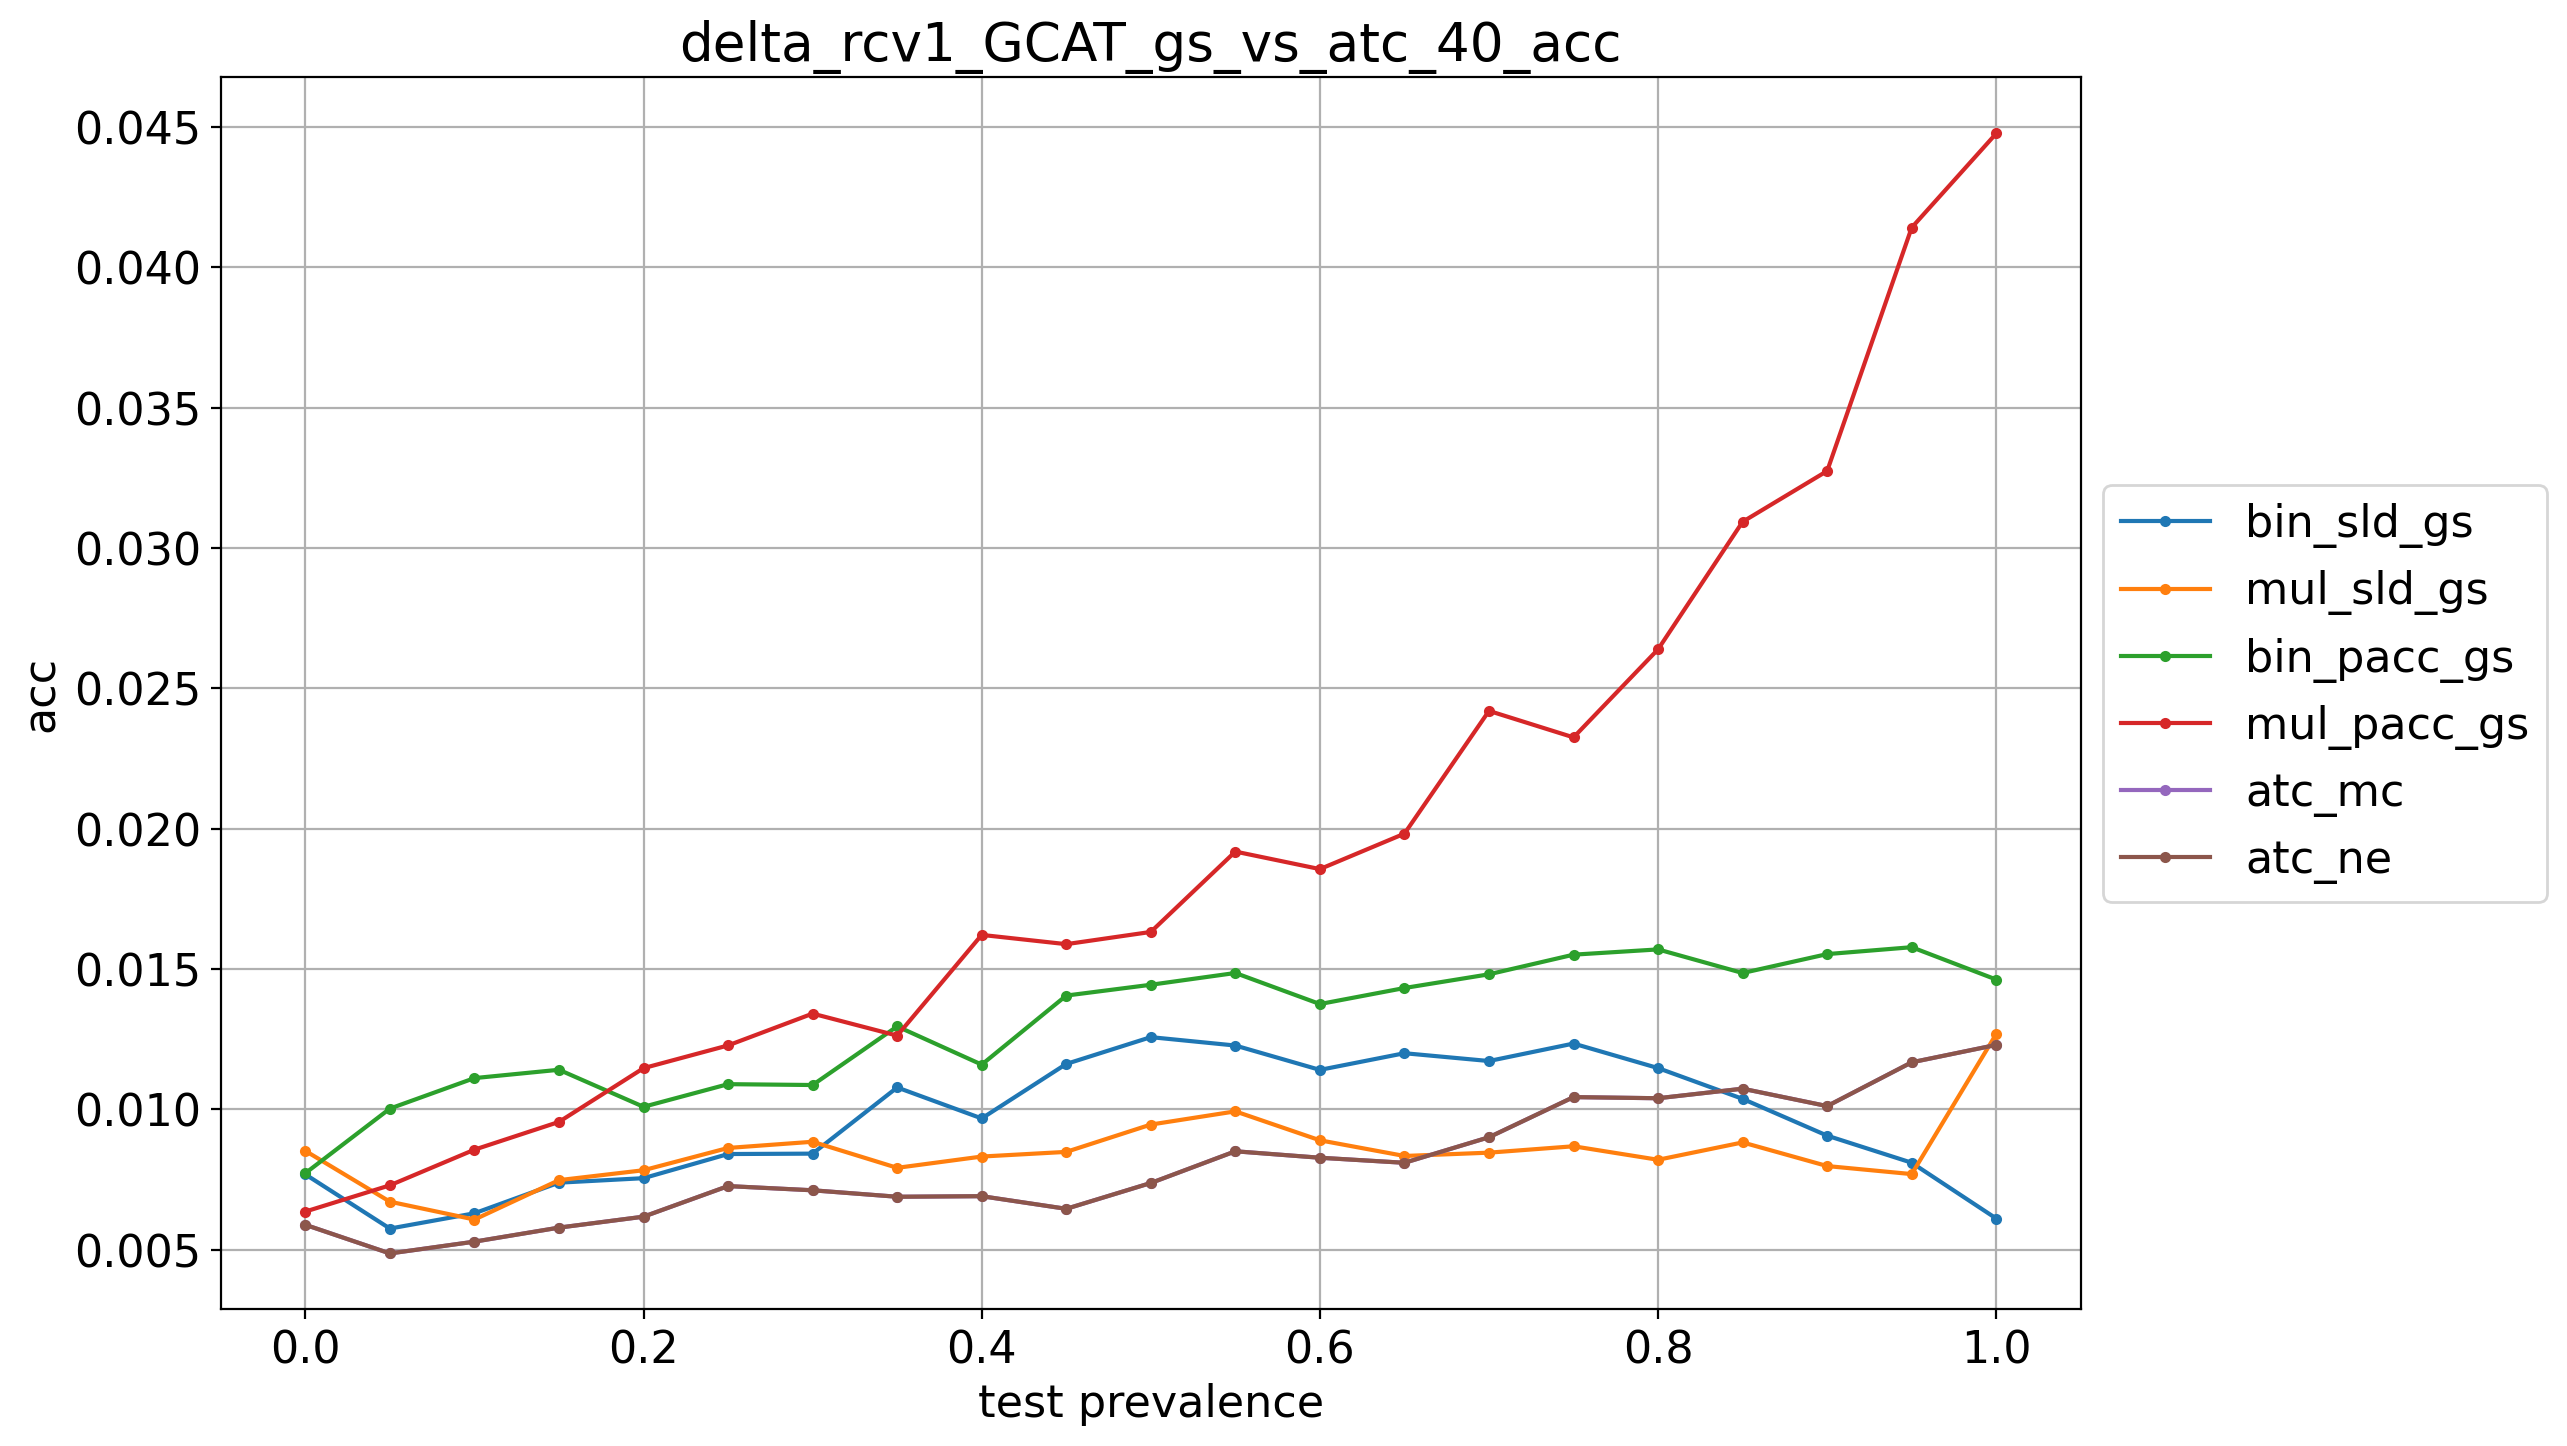 delta_rcv1_GCAT_gs_vs_atc_40_acc
0.045
0.040
0.035
0.030
0.025
0.020
0.015
0.010
0.005
acc
0.0 0.2 0.4 0.6 0.8 1.0
test prevalence
bin_sld_gs
mul_sld_gs
bin_pacc_gs
mul_pacc_gs
atc_mc
atc_ne